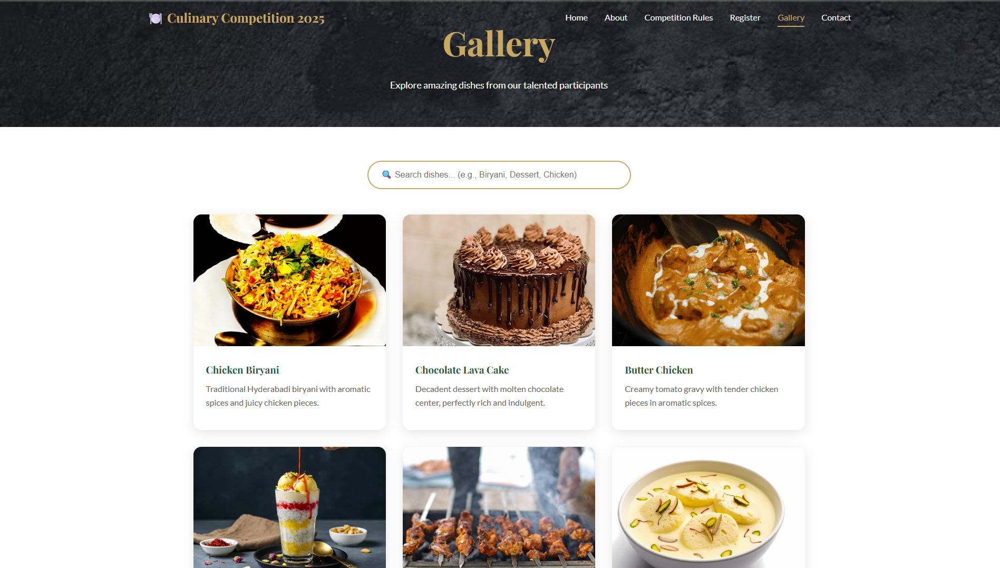 🍽️ Culinary Competition 2025
Home About Competition Rules Register Gallery Contact
Gallery
Explore amazing dishes from our talented participants
🔍 Search dishes... (e.g., Biryani, Dessert, Chicken)
Chicken Biryani
Traditional Hyderabadi biryani with aromatic
spices and juicy chicken pieces.
Chocolate Lava Cake
Decadent dessert with molten chocolate
center, perfectly rich and indulgent.
Butter Chicken
Creamy tomato gravy with tender chicken
pieces in aromatic spices.